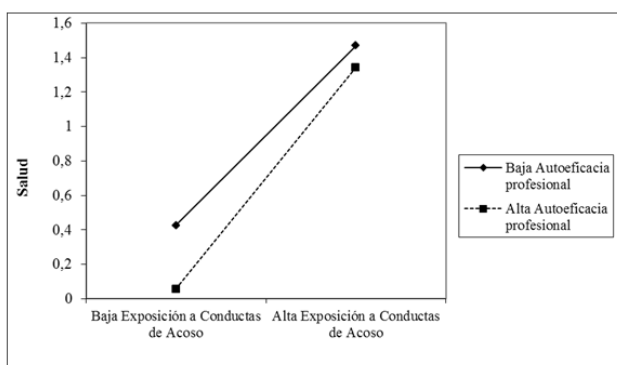 1,6
1,4
1,2
1
0,8
0,6
0,4
0,2
0
Salud
Baja Exposición a Conductas
de Acoso
Alta Exposición a Conductas
de Acoso
Baja Autoeficacia
profesional
Alta Autoeficacia
profesional